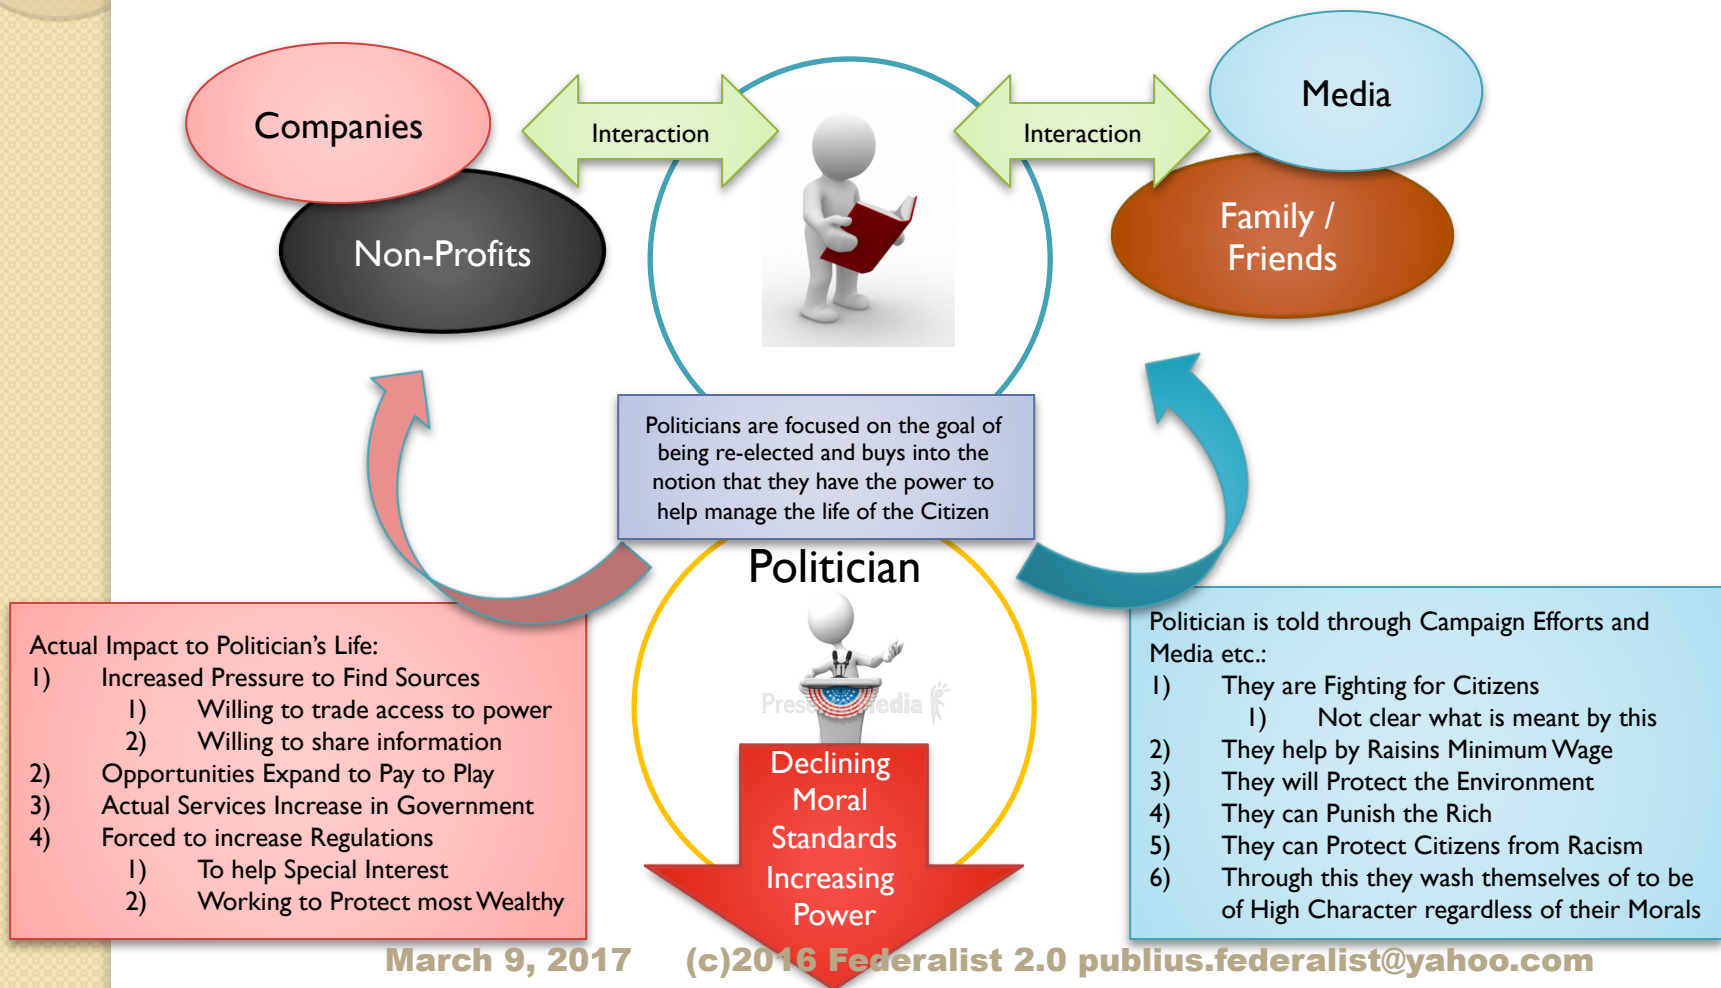 Companies
Non-Profits
Interaction
Interaction
Media
Family /
Friends
Politicians are focused on the goal of
being re-elected and buys into the
notion that they have the power to
help manage the life of the Citizen
Politician
Actual Impact to Politician's Life:
1) Increased Pressure to Find Sources
1) Willing to trade access to power
2) Willing to share information
2) Opportunities Expand to Pay to Play
3) Actual Services Increase in Government
4) Forced to increase Regulations
1) To help Special Interest
2) Working to Protect most Wealthy
Declining
Moral
Standards
Increasing
Power
Politician is told through Campaign Efforts and
Media etc.:
1) They are Fighting for Citizens
1) Not clear what is meant by this
2) They help by Raisins Minimum Wage
3) They will Protect the Environment
4) They can Punish the Rich
5) They can Protect Citizens from Racism
6) Through this they wash themselves of to be
of High Character regardless of their Morals
March 9, 2017 (c)2016 Federalist 2.0 publius.federalist@yahoo.com